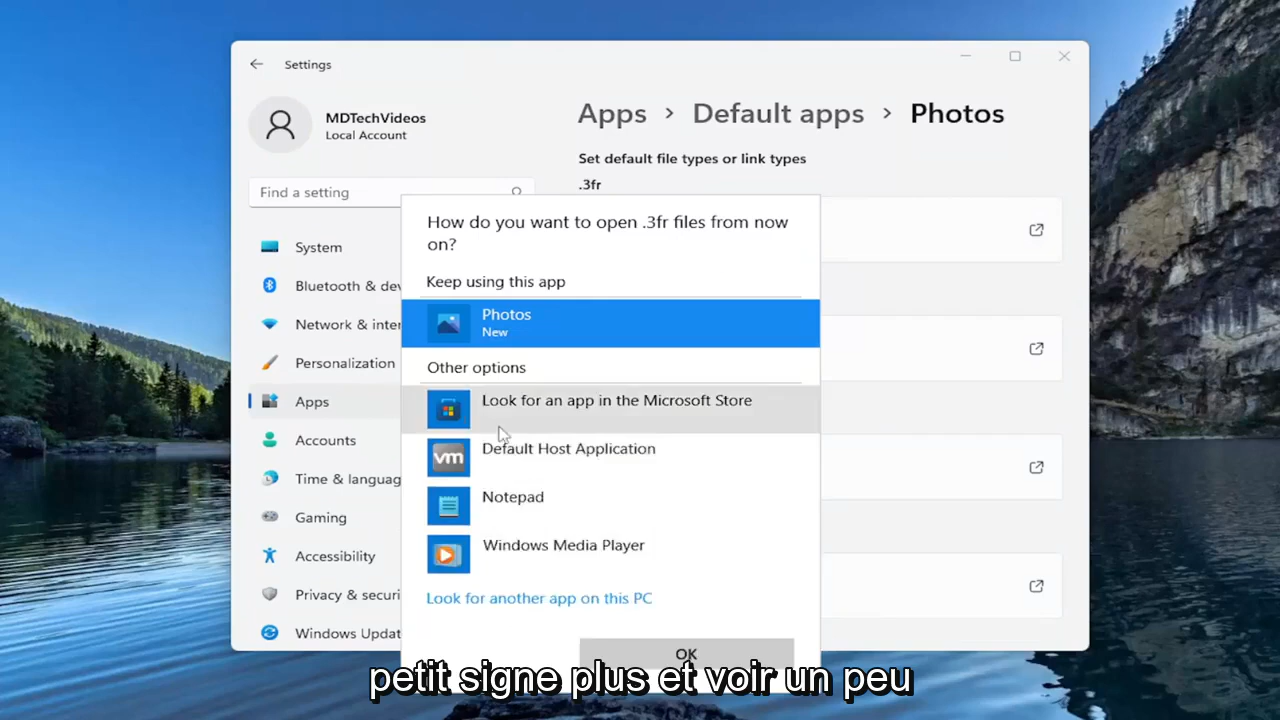 Settings
MDTechVideos
Local Account
Find a setting
System
Bluetooth & dev
Network & inter
Personalization
Apps
Accounts
Time & languag
Gaming
Accessibility
Privacy & securi
Windows Updat
Apps > Default apps > Photos
Set default file types or link types
.3fr
How do you want to open .3fr files from now
on?
Keep using this app
Photos
New
Other options
Look for an app in the Microsoft Store
vm
Default Host Application
Notepad
Windows Media Player
Look for another app on this PC
OK
petit signe plus et voir un peu